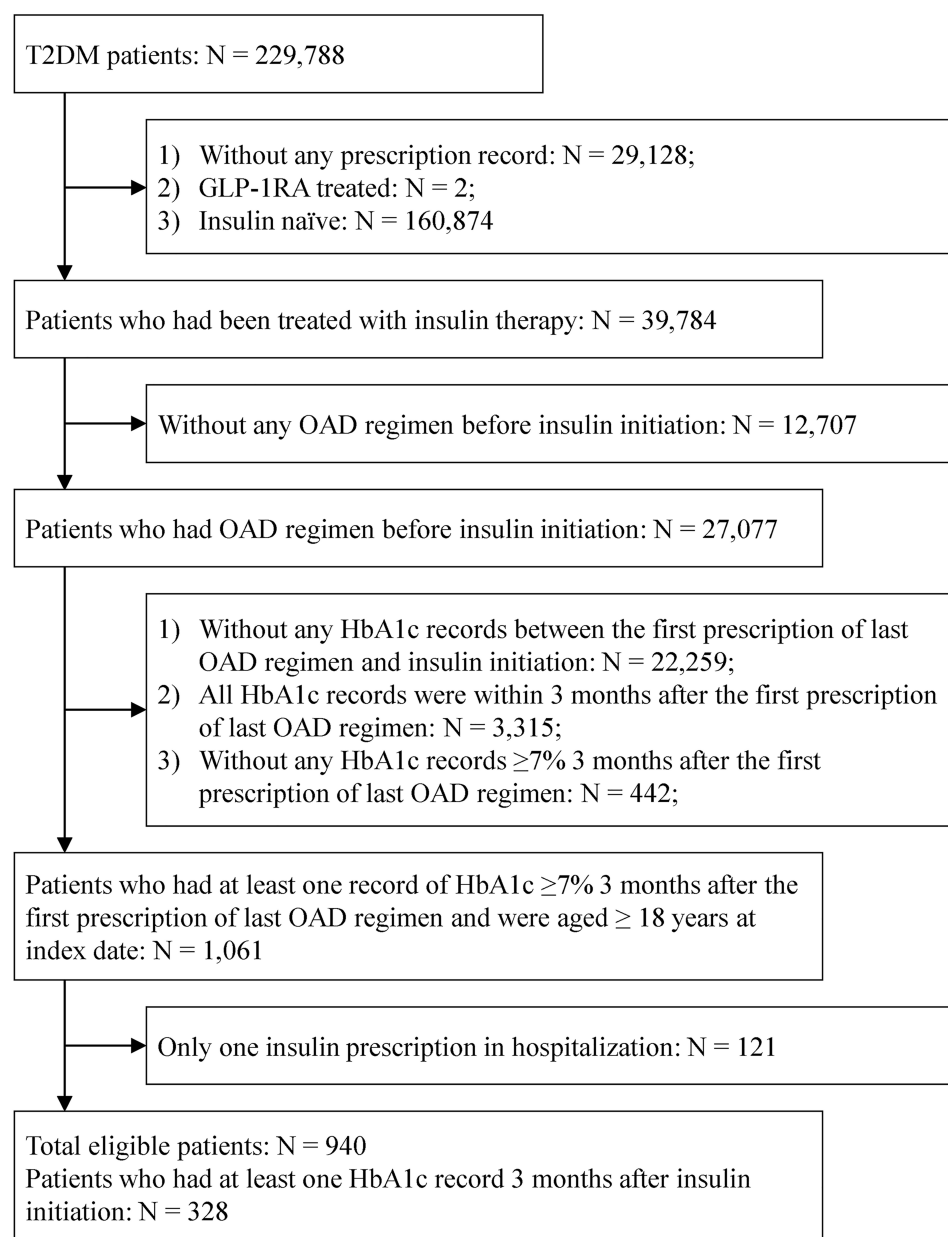 T2DM patients: N = 229,788
1) Without any prescription record: N = 29,128;
2) GLP-1RA treated: N = 2;
3) Insulin naïve: N = 160,874
Patients who had been treated with insulin therapy: N = 39,784
Without any OAD regimen before insulin initiation: N = 12,707
Patients who had OAD regimen before insulin initiation: N = 27,077
1) Without any HbA1c records between the first prescription of last
OAD regimen and insulin initiation: N = 22,259;
2) All HbA1c records were within 3 months after the first prescription
of last OAD regimen: N = 3,315;
3) Without any HbA1c records ≥7% 3 months after the first
prescription of last OAD regimen: N = 442;
Patients who had at least one record of HbA1c ≥7% 3 months after the
first prescription of last OAD regimen and were aged ≥ 18 years at
index date: N = 1,061
Only one insulin prescription in hospitalization: N = 121
Total eligible patients: N = 940
Patients who had at least one HbA1c record 3 months after insulin
initiation: N = 328